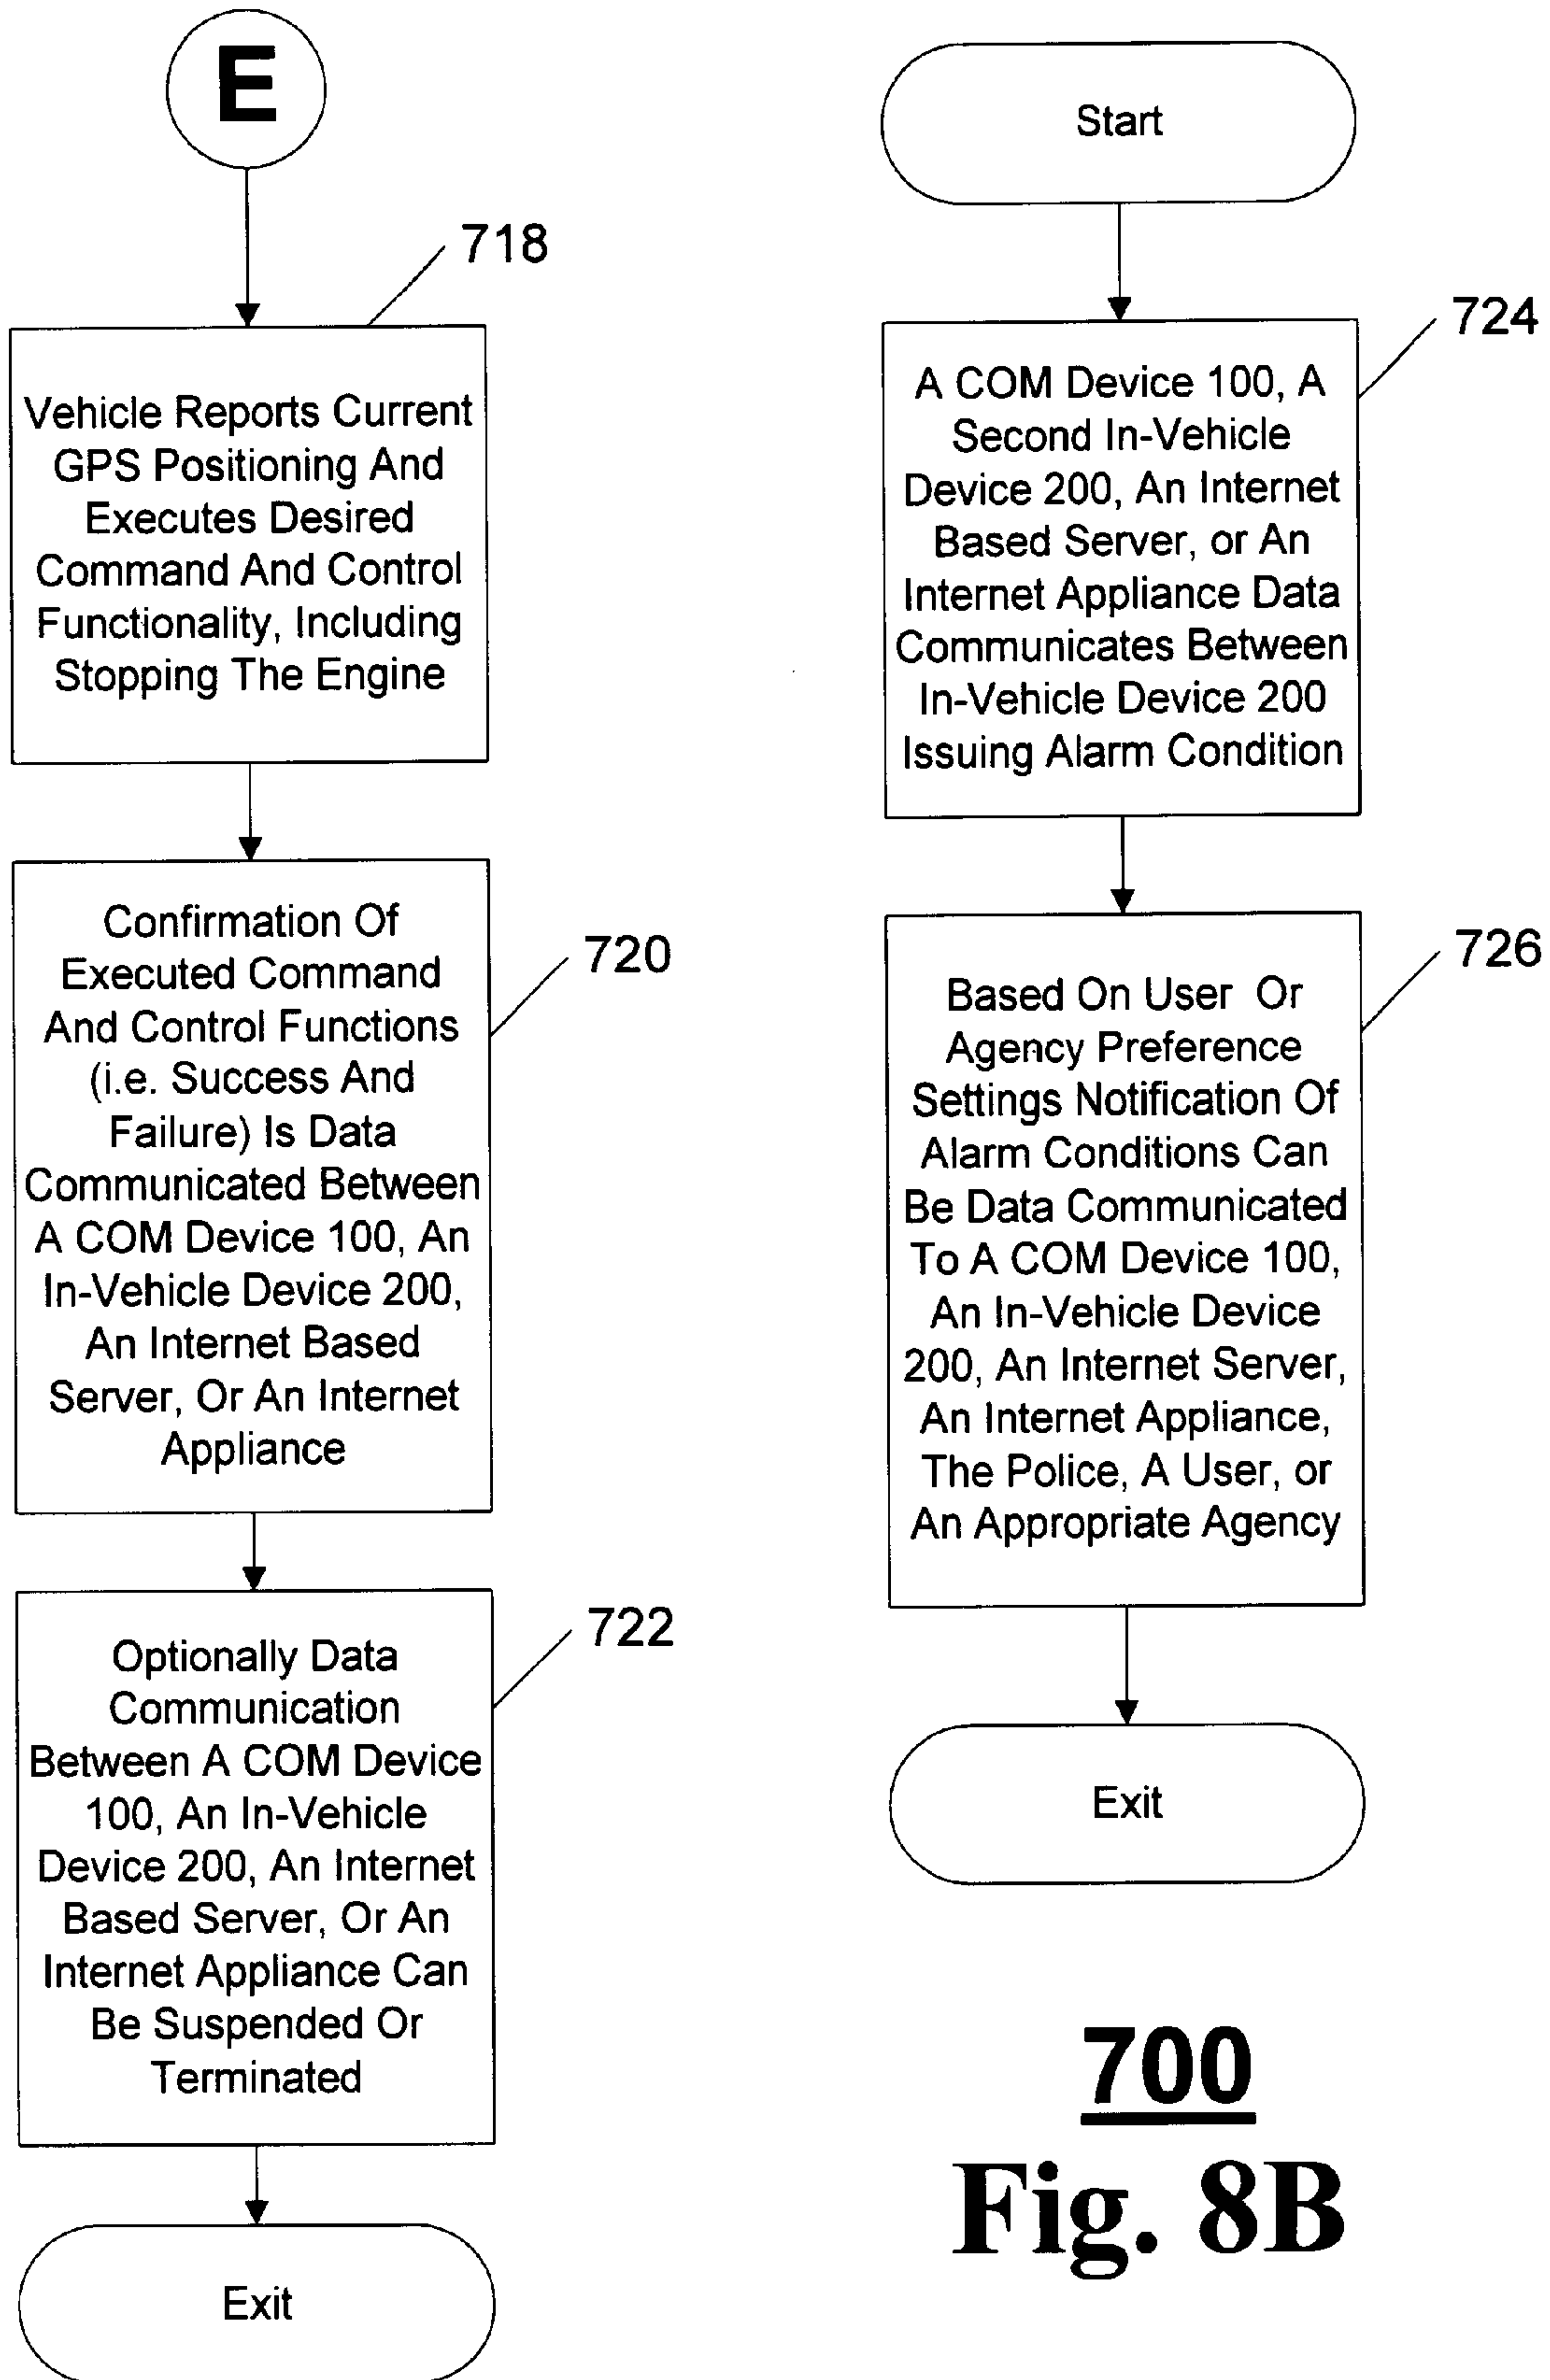 E
718
Vehicle Reports Current
GPS Positioning And
Executes Desired
Command And Control
Functionality, Including
Stopping The Engine
720
Confirmation Of
Executed Command
And Control Functions
(i.e. Success And
Failure) Is Data
Communicated Between
A COM Device 100, An
In-Vehicle Device 200,
An Internet Based
Server, Or An Internet
Appliance
722
Optionally Data
Communication
Between A COM Device
100, An In-Vehicle
Device 200, An Internet
Based Server, Or An
Internet Appliance Can
Be Suspended Or
Terminated
Exit
Start
724
A COM Device 100, A
Second In-Vehicle
Device 200, An Internet
Based Server, or An
Internet Appliance Data
Communicates Between
In-Vehicle Device 200
Issuing Alarm Condition
726
Based On User Or
Agency Preference
Settings Notification Of
Alarm Conditions Can
Be Data Communicated
To A COM Device 100,
An In-Vehicle Device
200, An Internet Server,
An Internet Appliance,
The Police, A User, or
An Appropriate Agency
Exit
700
Fig. 8B